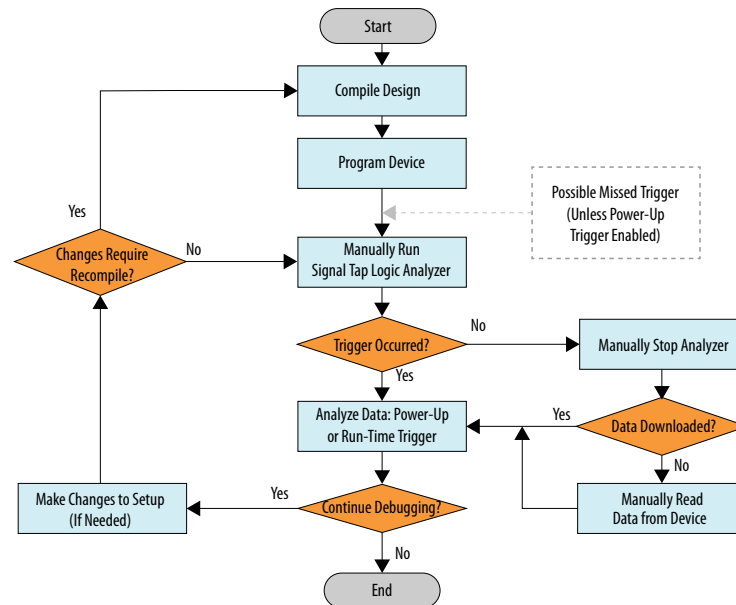 Start
Compile Design
Program Device
Possible Missed Trigger
(Unless Power-Up
Trigger Enabled)
Yes
Changes Require
Recompile?
No
Manually Run
Signal Tap Logic Analyzer
Trigger Occurred?
No
Manually Stop Analyzer
Yes
Analyze Data: Power-Up
or Run-Time Trigger
Yes
Data Downloaded?
No
Make Changes to Setup
(If Needed)
Yes
Continue Debugging?
Manually Read
Data from Device
No
End